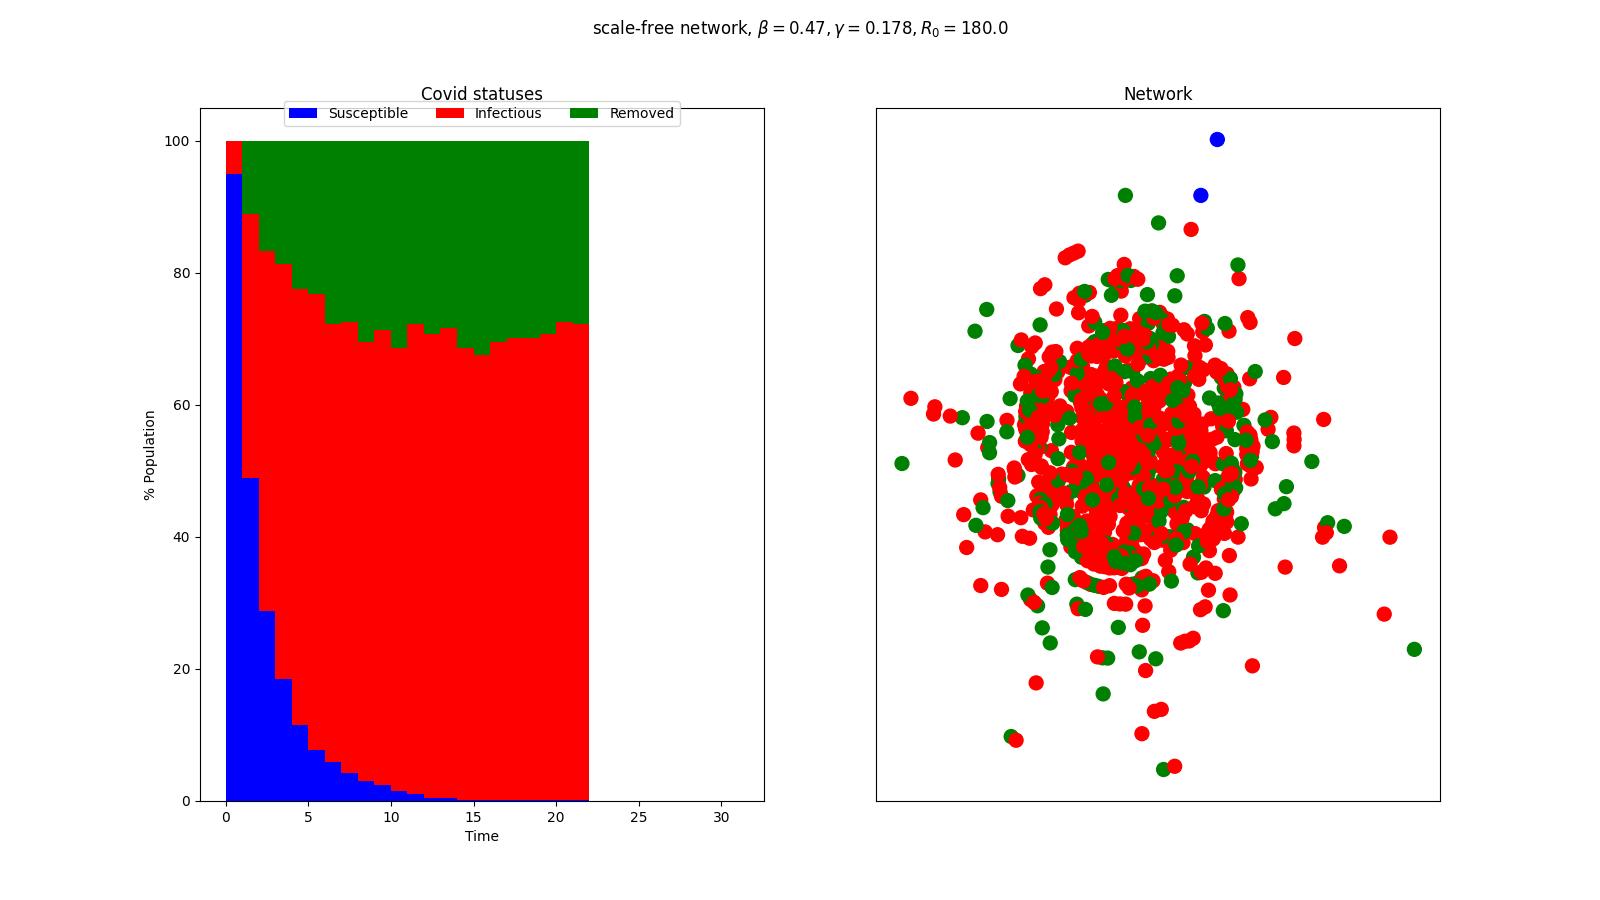 scale-free network, β = 0.47, γ = 0.178, R₀ = 180.0
Covid statuses
Susceptible Infectious Removed
100
80
60
40
20
0
% Population
0 5 10 15 20 25 30
Time
Network